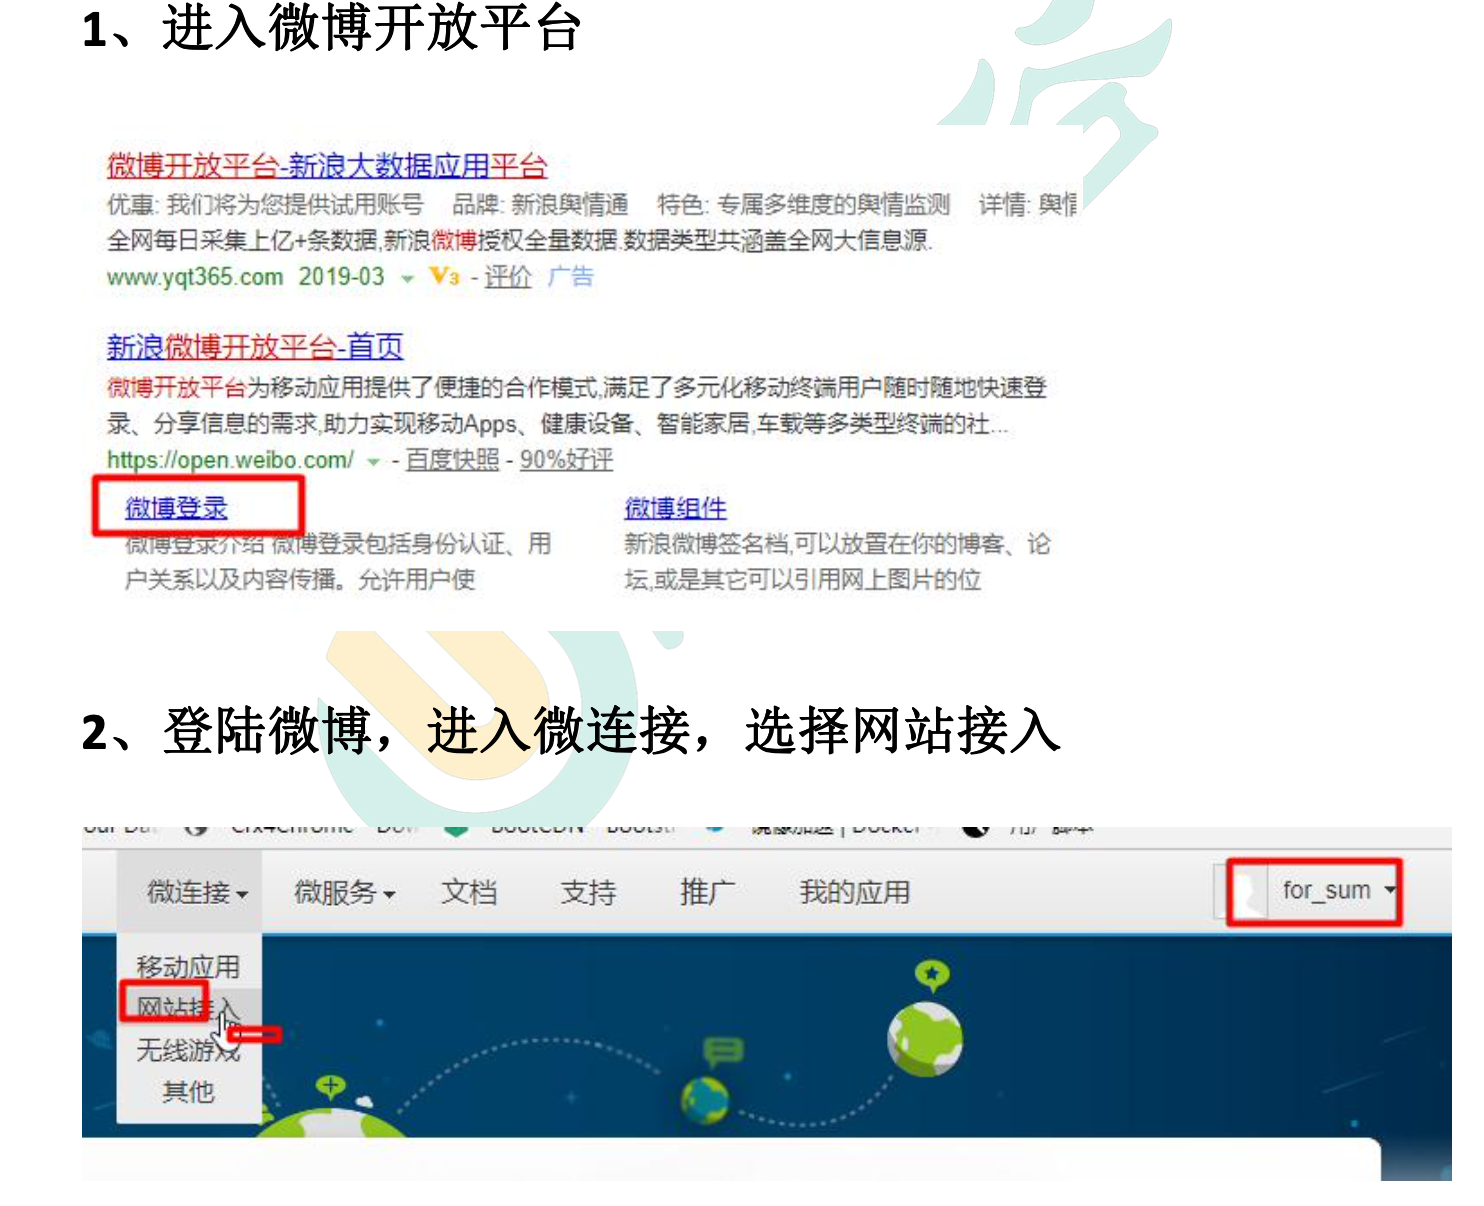 1、进入微博开放平台
微博开放平台-新浪大数据应用平台
优惠: 我们将为您提供试用账号 品牌: 新浪舆情通 特色: 专属多维度的舆情监测 详情: 舆情
全网每日采集上亿+条数据,新浪微博授权全量数据.数据类型共涵盖全网大信息源.
www.yqt365.com 2019-03 V3 - 评价 广告
新浪微博开放平台-首页
微博开放平台为移动应用提供了便捷的合作模式,满足了多元化移动终端用户随时随地快速登
录、分享信息的需求,助力实现移动Apps、健康设备、智能家居,车载等多类型终端的社...
https://open.weibo.com/ - 百度快照 - 90%好评
微博登录 微博组件
微博登录介绍 微博登录包括身份认证、用 新浪微博签名档,可以放置在你的博客、论
户关系以及内容传播。允许用户使 坛,或是其它可以引用网上图片的位
2、登陆微博，进入微连接，选择网站接入
微连接 微服务 文档 支持 推广 我的应用 for_sum
移动应用
网站接入
无线游戏
其他